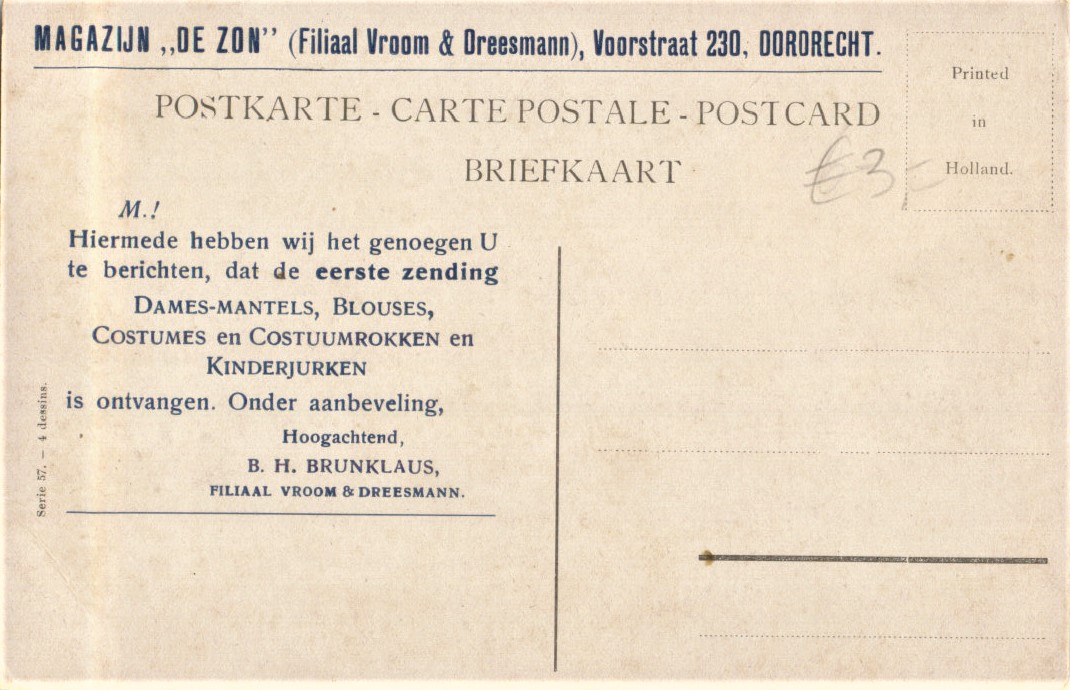 MAGAZIJN „DE ZON" (Filiaal Vroom & Dreesmann), Voorstraat 230, DORDRECHT.
POSTKARTE - CARTE POSTALE - POSTCARD
BRIEFKAART
Printed
in
Holland.
€3,-
M.!
Hiermede hebben wij het genoegen U
te berichten, dat de eerste zending
DAMES-MANTELS, BLOUSES,
COSTUMES en COSTUUMROKKEN en
KINDERJURKEN
is ontvangen. Onder aanbeveling,
Hoogachtend,
B. H. BRUNKLAUS,
FILIAAL VROOM & DREESMANN.
Serie 57. — 4 dessins.